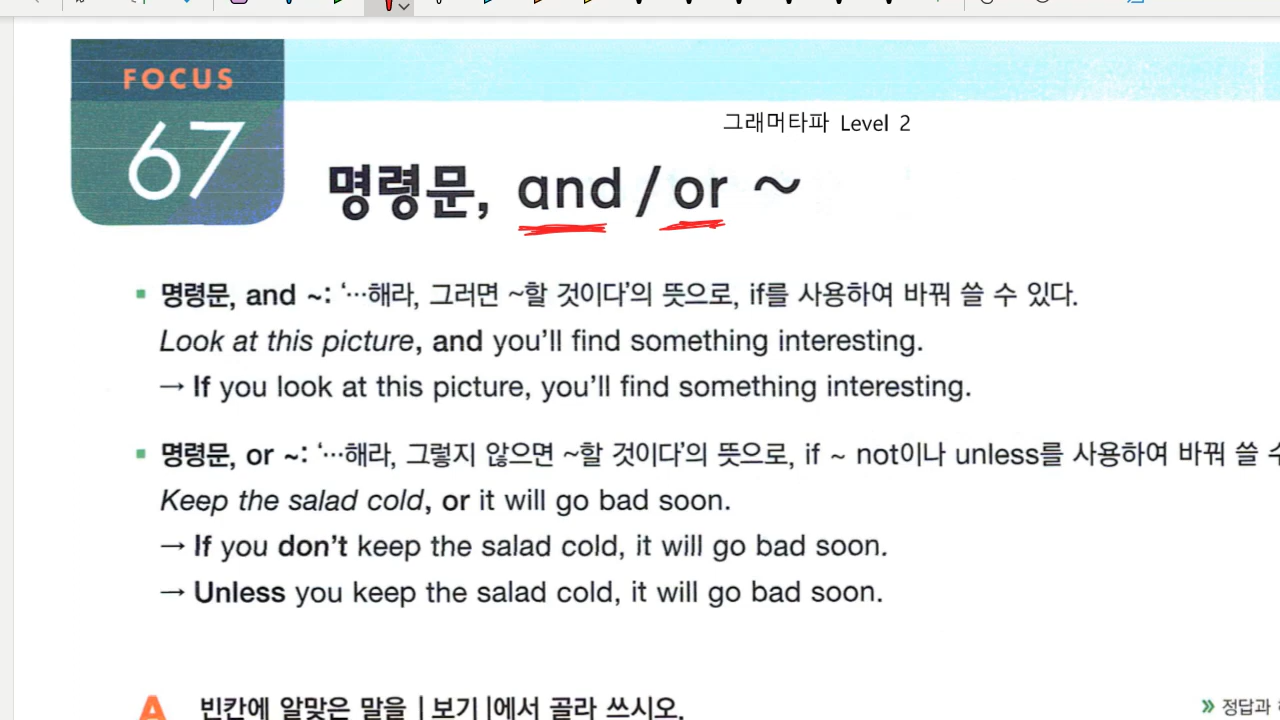 FOCUS
67
그래머타파 Level 2
명령문, and / or ~
▪ 명령문, and ~: ‘…해라, 그러면 ~할 것이다’의 뜻으로, if를 사용하여 바꿔 쓸 수 있다.
Look at this picture, and you’ll find something interesting.
→ If you look at this picture, you’ll find something interesting.
▪ 명령문, or ~: ‘…해라, 그렇지 않으면 ~할 것이다’의 뜻으로, if ~ not이나 unless를 사용하여 바꿔 쓸
Keep the salad cold, or it will go bad soon.
→ If you don’t keep the salad cold, it will go bad soon.
→ Unless you keep the salad cold, it will go bad soon.
A 빈칸에 알맞은 말을 |보기|에서 골라 쓰시오.
» 정답과